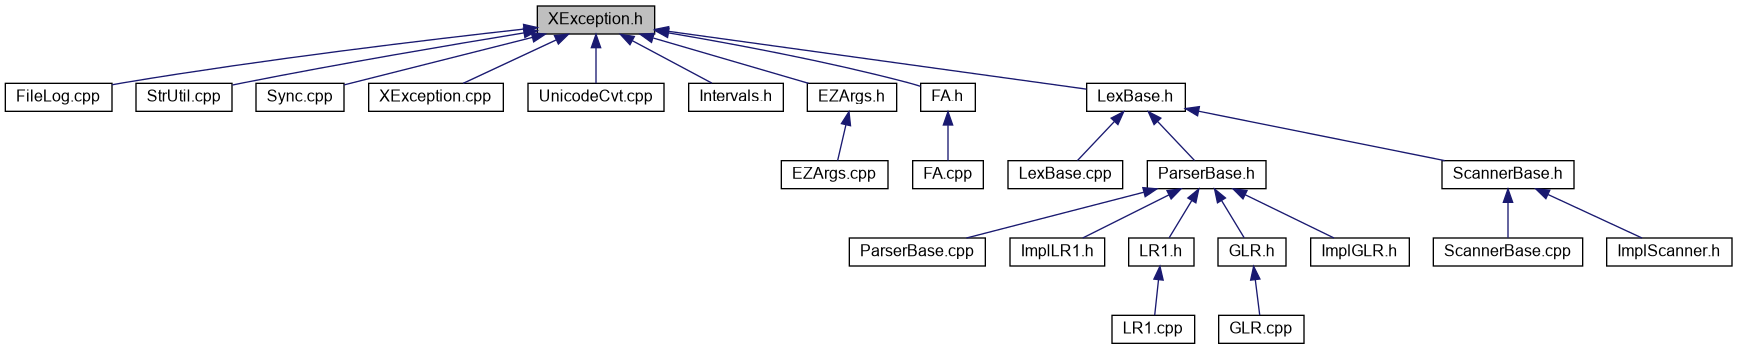 XException.h
FileLog.cpp
StrUtil.cpp
Sync.cpp
XException.cpp
UnicodeCvt.cpp
Intervals.h
EZArgs.h
FA.h
LexBase.h
EZArgs.cpp
FA.cpp
LexBase.cpp
ParserBase.h
ScannerBase.h
ParserBase.cpp
ImplLR1.h
LR1.h
GLR.h
ImplGLR.h
ScannerBase.cpp
ImplScanner.h
LR1.cpp
GLR.cpp